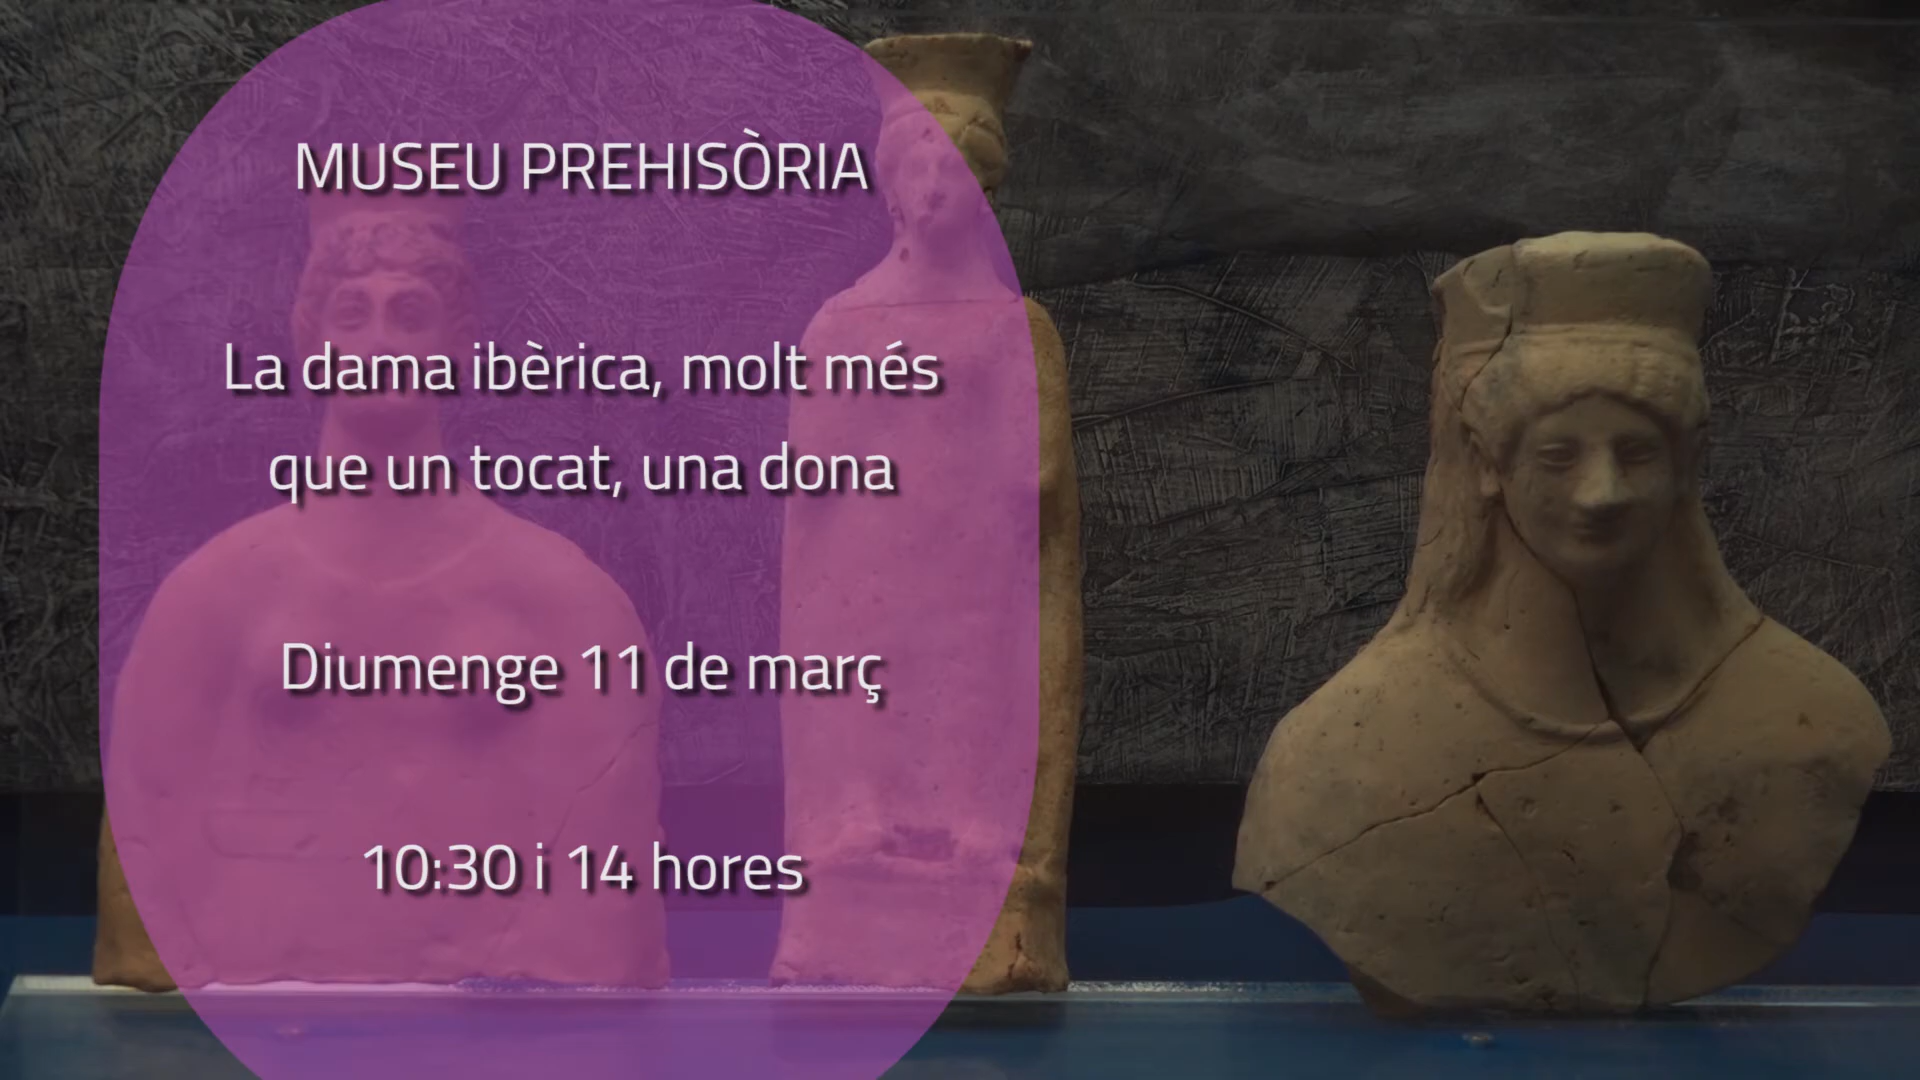 MUSEU PREHISÒRIA
La dama ibèrica, molt més
que un tocat, una dona
Diumenge 11 de març
10:30 i 14 hores